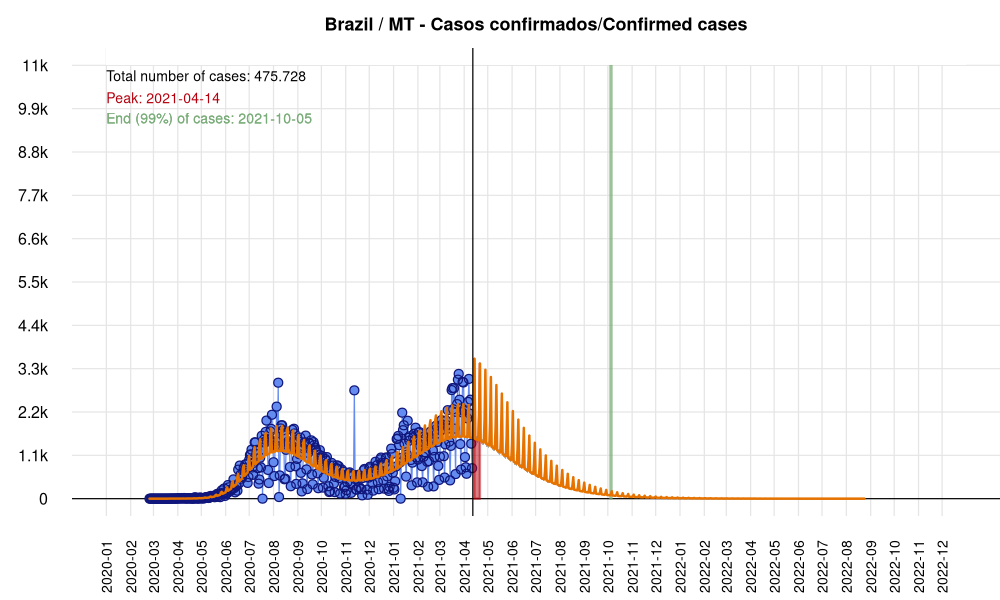 Brazil / MT - Casos confirmados/Confirmed cases
Total number of cases: 475.728
Peak: 2021-04-14
End (99%) of cases: 2021-10-05
11k
9.9k
8.8k
7.7k
6.6k
5.5k
4.4k
3.3k
2.2k
1.1k
0
2020-01
2020-02
2020-03
2020-04
2020-05
2020-06
2020-07
2020-08
2020-09
2020-10
2020-11
2020-12
2021-01
2021-02
2021-03
2021-04
2021-05
2021-06
2021-07
2021-08
2021-09
2021-10
2021-11
2021-12
2022-01
2022-02
2022-03
2022-04
2022-05
2022-06
2022-07
2022-08
2022-09
2022-10
2022-11
2022-12